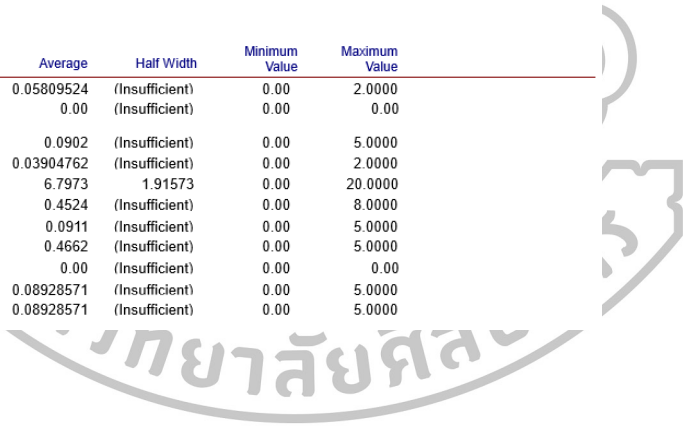 Average Half Width Minimum Value Maximum Value
0.05809524 (Insufficient) 0.00 2.0000
0.00 (Insufficient) 0.00 0.00
0.0902 (Insufficient) 0.00 5.0000
0.03904762 (Insufficient) 0.00 2.0000
6.7973 1.91573 0.00 20.0000
0.4524 (Insufficient) 0.00 8.0000
0.0911 (Insufficient) 0.00 5.0000
0.4662 (Insufficient) 0.00 5.0000
0.00 (Insufficient) 0.00 0.00
0.08928571 (Insufficient) 0.00 5.0000
0.08928571 (Insufficient) 0.00 5.0000